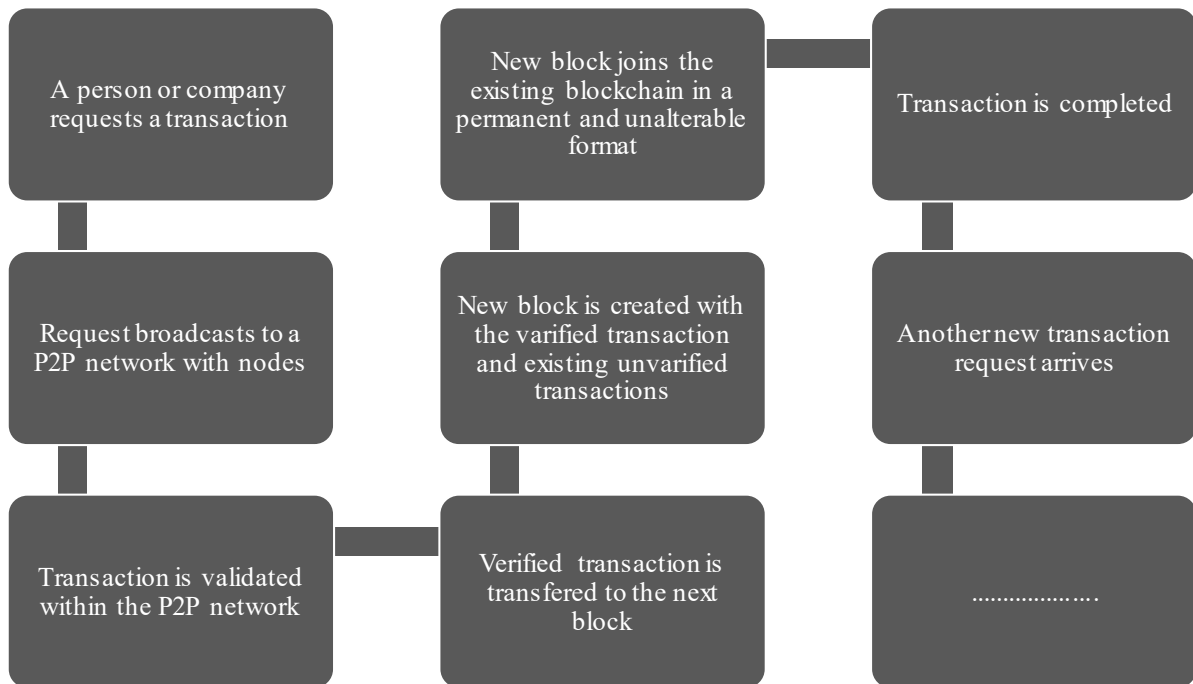 A person or company
requests a transaction
Request broadcasts to a
P2P network with nodes
Transaction is validated
within the P2P network
Verified transaction is
transfered to the next
block
New block is created with
the varified transaction
and existing unvarified
transactions
New block joins the
existing blockchain in a
permanent and unalterable
format
Transaction is completed
Another new transaction
request arrives
...................